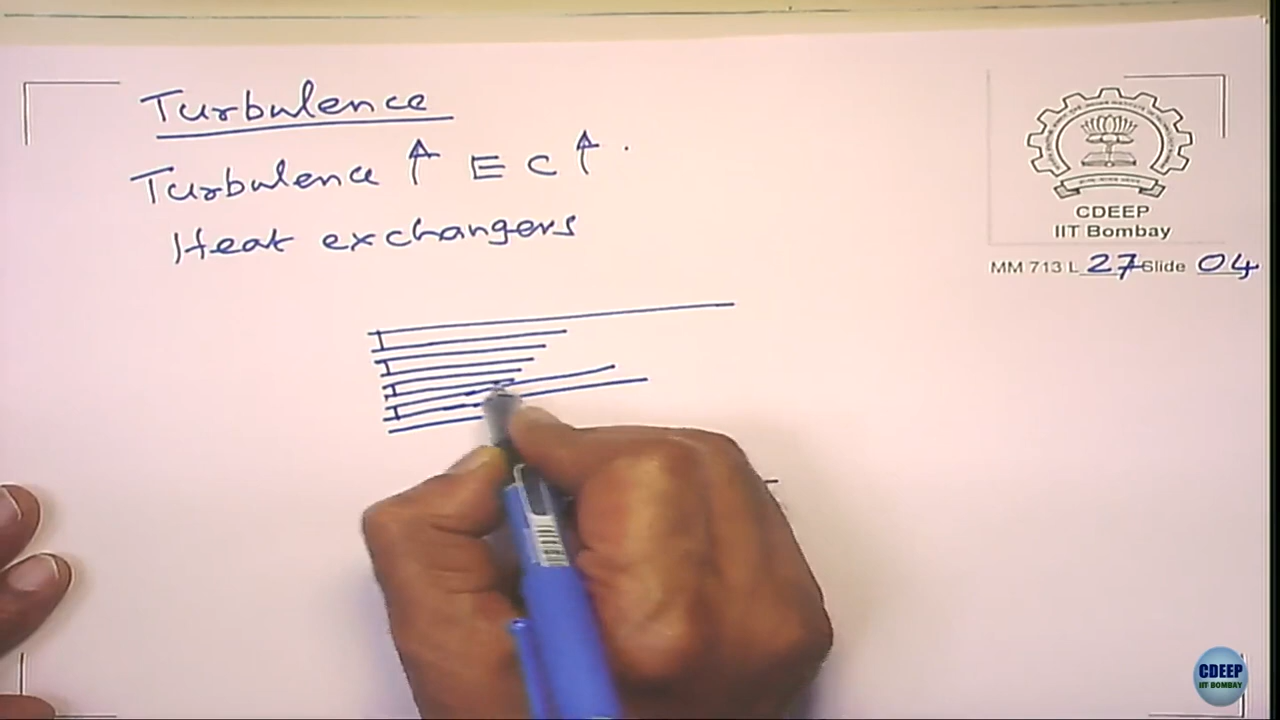 Turbulence
Turbulence ↑ E C ↑.
Heat exchangers
CDEEP
IIT Bombay
MM 713 L 27 Slide 04
CDEEP
IIT BOMBAY